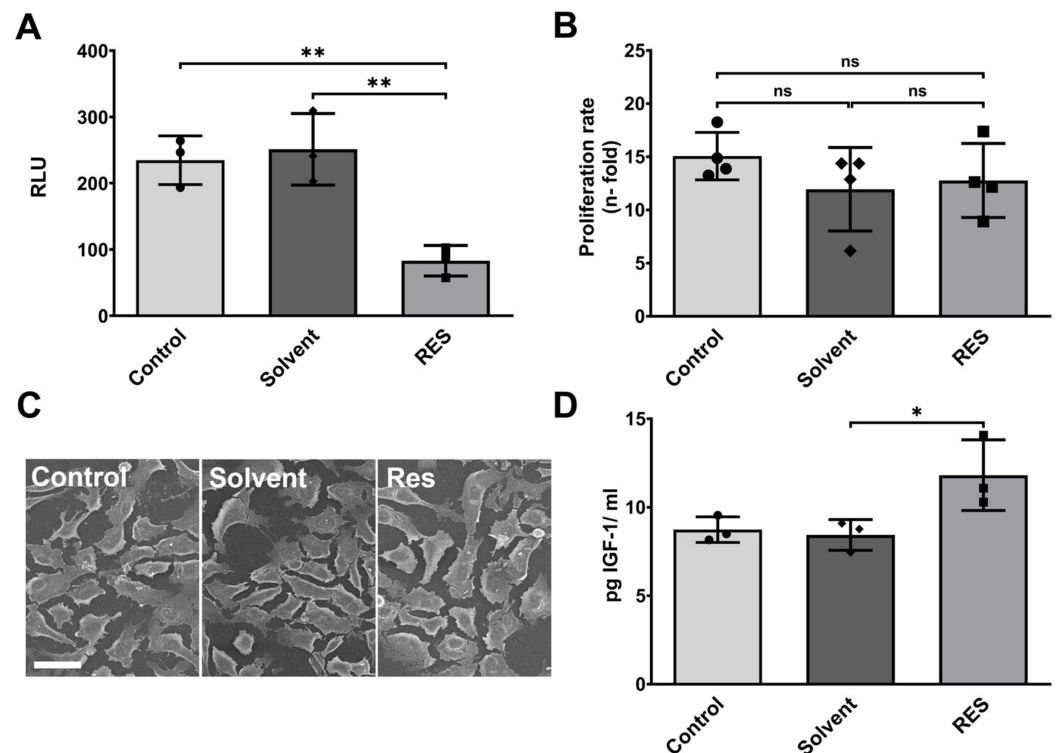 A
RLU
400
300
200
100
0
**
**
Control
Solvent
RES
B
Proliferation rate
(n- fold)
25
20
15
10
5
0
ns
ns
ns
Control
Solvent
RES
C
Control
Solvent
Res
D
pg IGF-1/ ml
15
10
5
0
*
Control
Solvent
RES